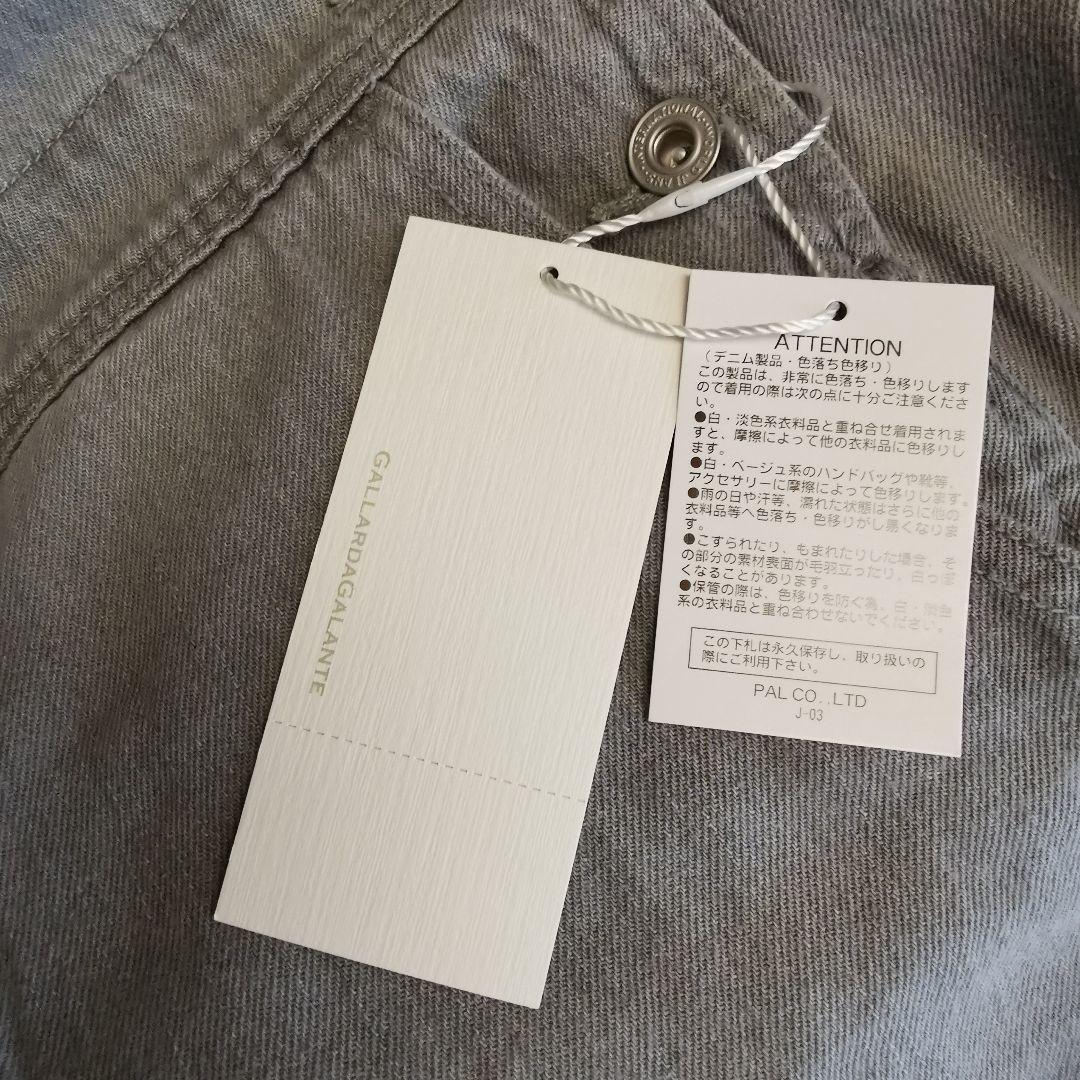 GALLARDAGALANTE
ATTENTION
（デニム製品・色落ち色移り）
この製品は、非常に色落ち・色移りします
ので着用の際は次の点に十分ご注意くださ
い。
●白・淡色系衣料品と重ね合せ着用されま
すと、摩擦によって他の衣料品に色移りし
ます。
●白・ベージュ系のハンドバッグや靴等、
アクセサリーに摩擦によって色移りします。
●雨の日や汗等、濡れた状態はさらに他の
衣料品等へ色落ち・色移りがし易くなりま
す。
●こすられたり、もまれたりした場合、そ
の部分の素材表面が毛羽立ったり、白っぽ
くなることがあります。
●保管の際は、色移りを防ぐ為、白・淡色
系の衣料品と重ね合わせないでください。
この下札は永久保存し、取り扱いの
際にご利用下さい。
PAL CO.,LTD
J-03